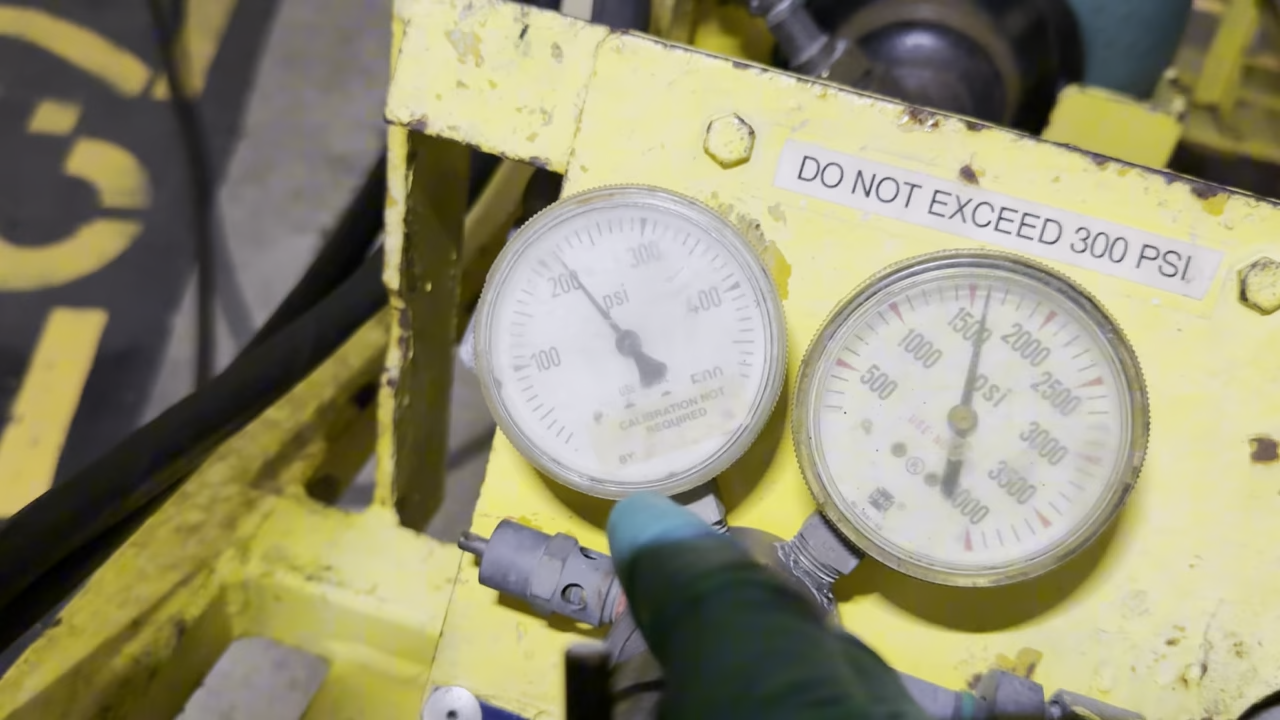 DO NOT EXCEED 300 PSI
100
200
300
400
psi
CALIBRATION NOT
REQUIRED
BY
500
1000
1500
2000
2500
3000
3500
psi